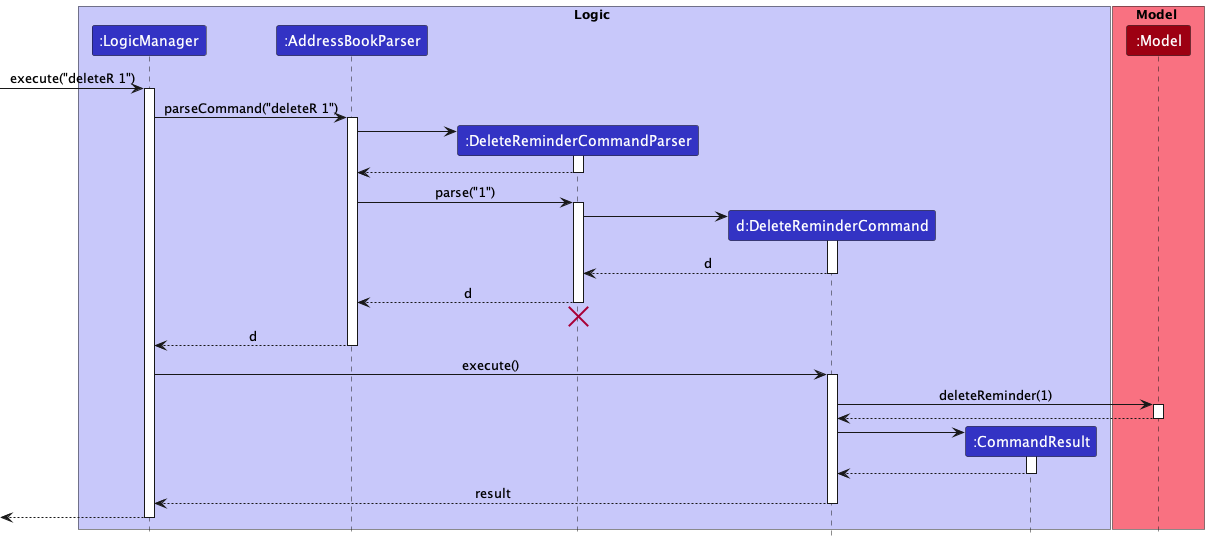 Logic
Model
:LogicManager
:AddressBookParser
:Model
execute("deleteR 1")
parseCommand("deleteR 1")
:DeleteReminderCommandParser
parse("1")
d:DeleteReminderCommand
d
d
d
execute()
deleteReminder(1)
:CommandResult
result